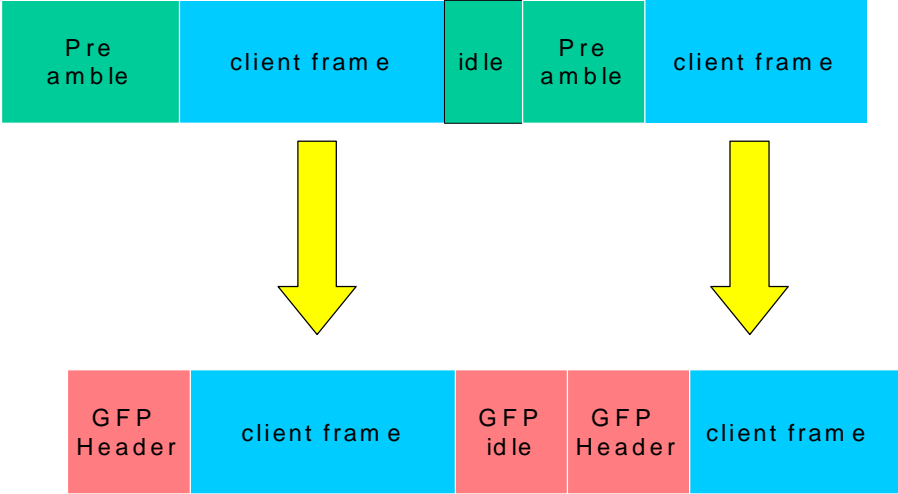 Pre
amble
client frame
idle
Pre
amble
client frame
GFP
Header
client frame
GFP
idle
GFP
Header
client frame